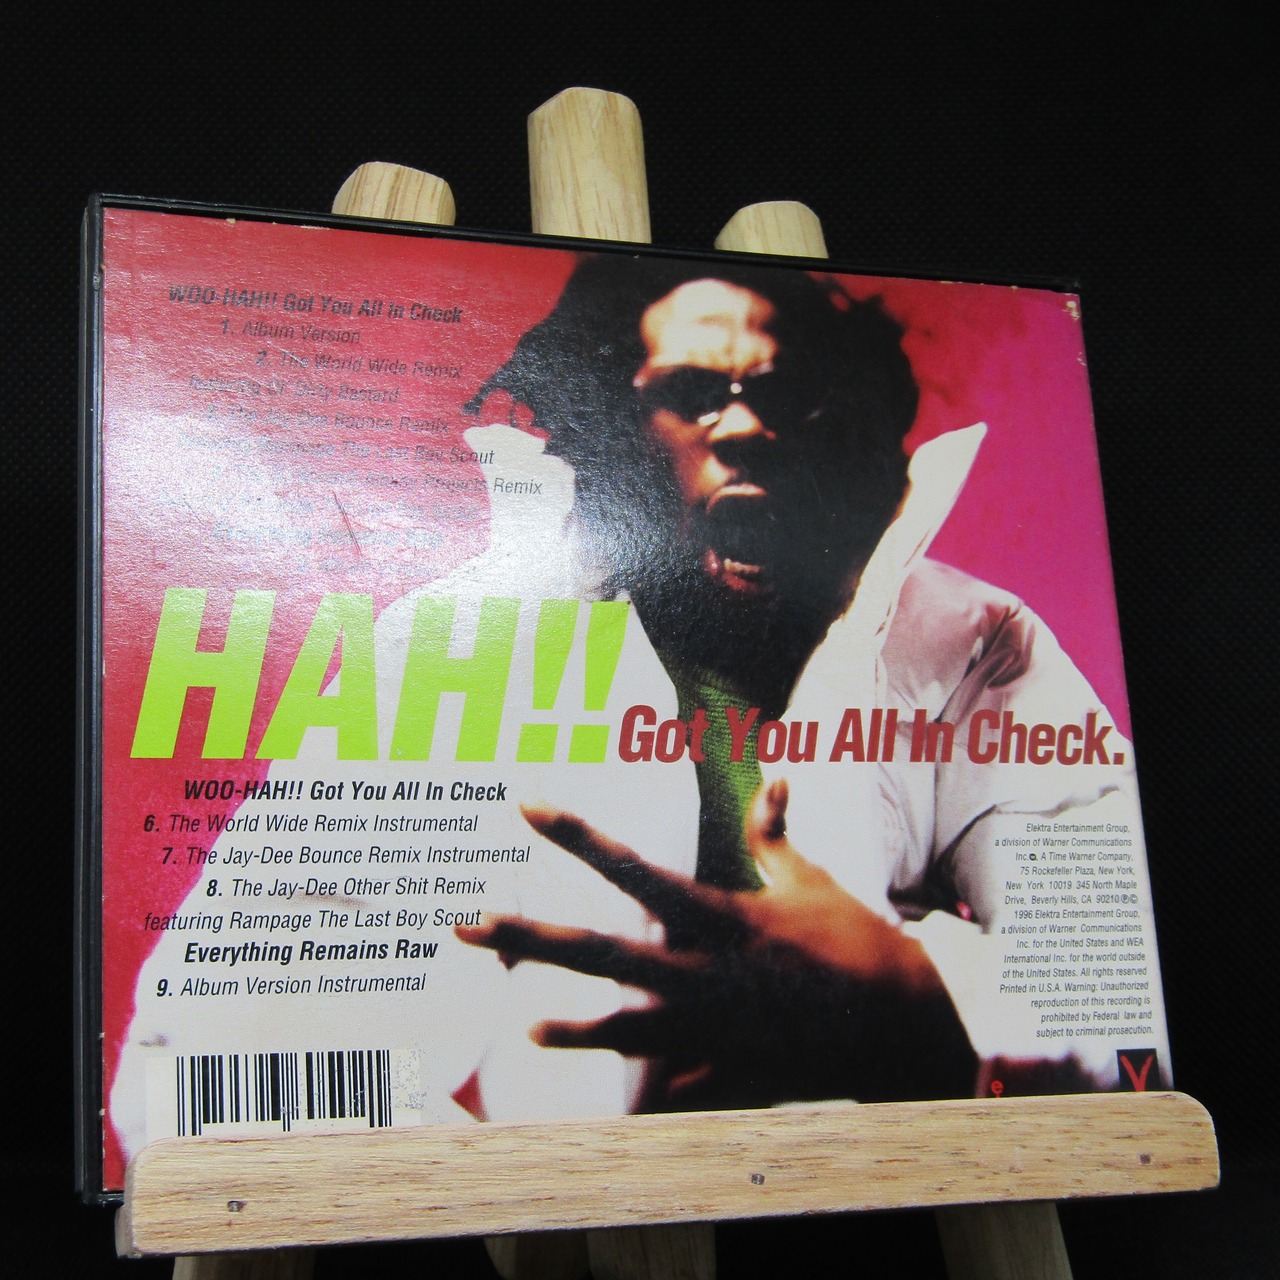 WOO-HAH!! Got You All In Check
1. Album Version
2. The World Wide Remix
featuring Ol' Dirty Bastard
The Jay-Dee Bounce Remix
featuring Rampage The Last Boy Scout
Projects Remix
HAH!! Got You All In Check.
WOO-HAH!! Got You All In Check
6. The World Wide Remix Instrumental
7. The Jay-Dee Bounce Remix Instrumental
8. The Jay-Dee Other Shit Remix
featuring Rampage The Last Boy Scout
Everything Remains Raw
9. Album Version Instrumental
Elektra Entertainment Group,
a division of Warner Communications
Inc. A Time Warner Company,
75 Rockefeller Plaza, New York,
New York 10019 345 North Maple
Drive, Beverly Hills, CA 90210 ℗©
1996 Elektra Entertainment Group,
a division of Warner Communications
Inc. for the United States and WEA
International Inc. for the world outside
of the United States. All rights reserved
Printed in U.S.A. Warning: Unauthorized
reproduction of this recording is
prohibited by Federal law and
subject to criminal prosecution.
e